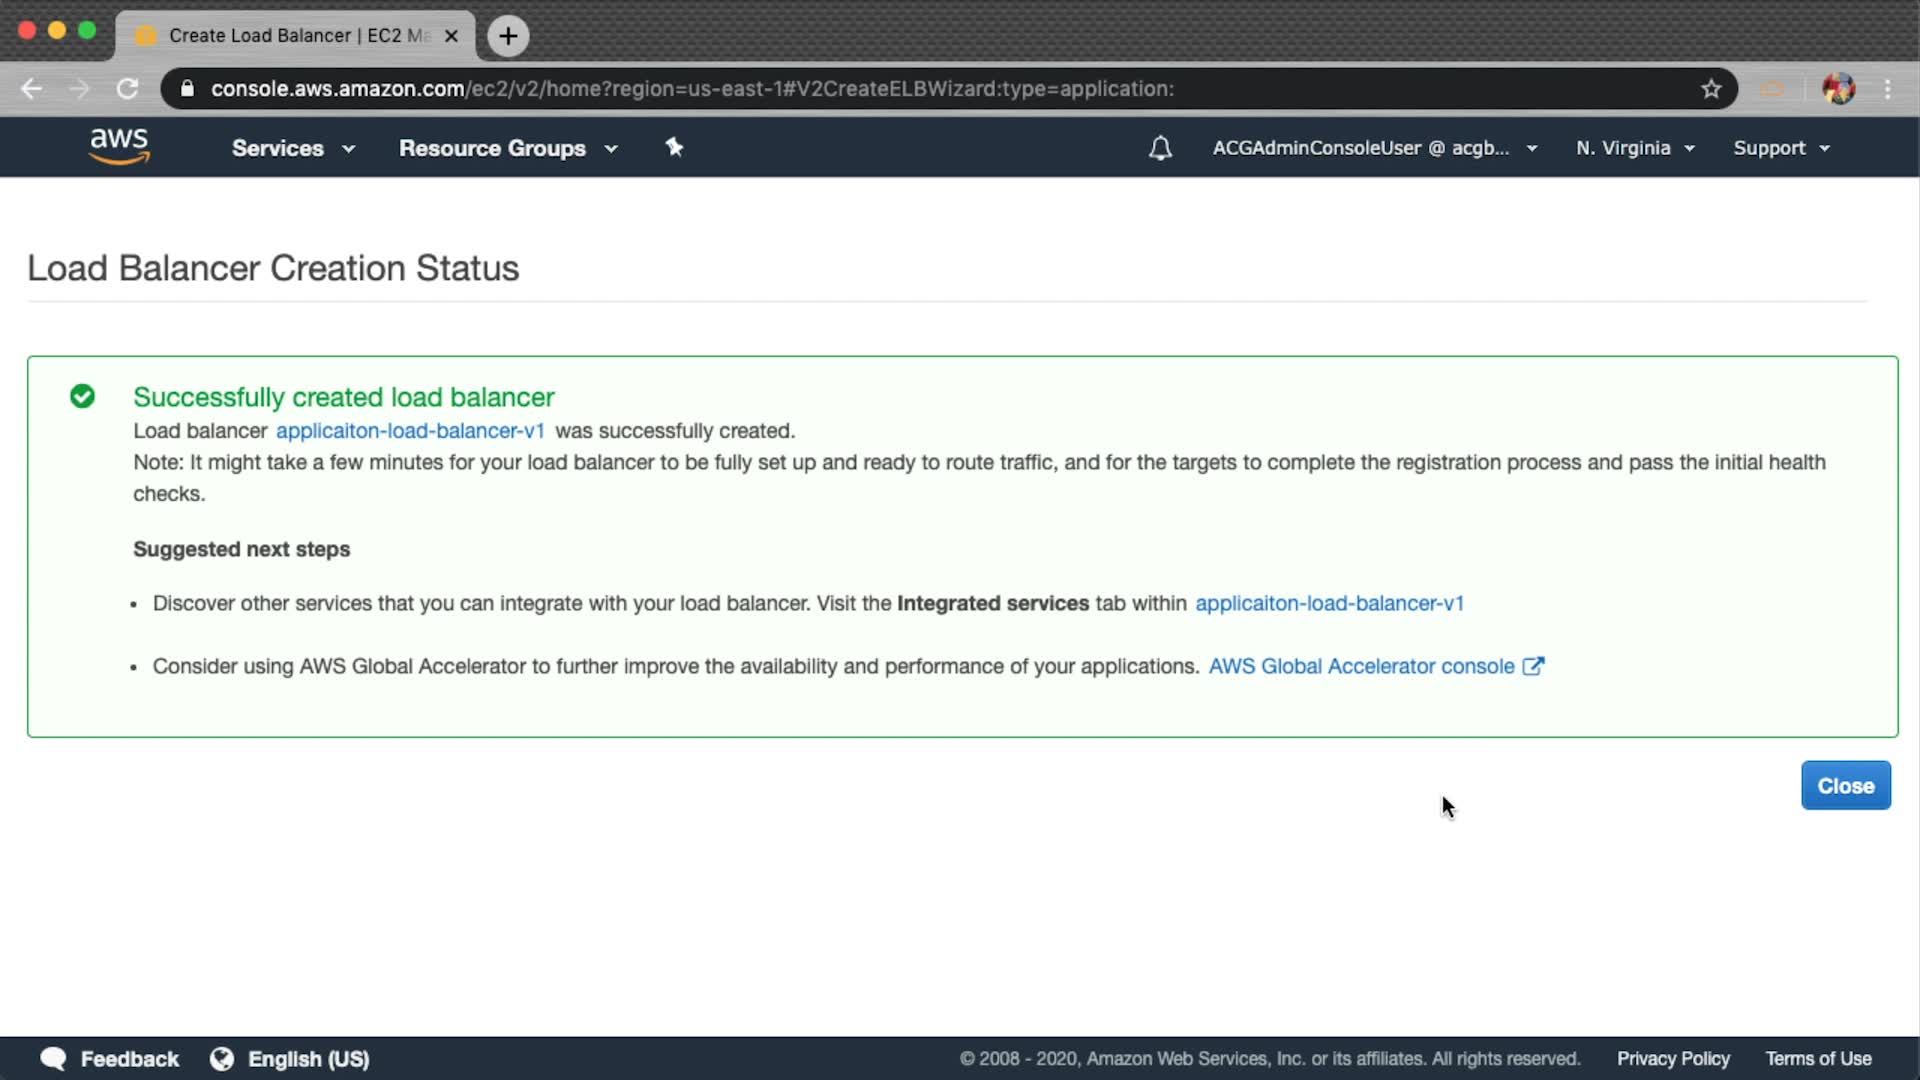 Create Load Balancer | EC2 Ma
console.aws.amazon.com/ec2/v2/home?region=us-east-1#V2CreateELBWizard:type=application:
aws Services Resource Groups ACGAdminConsoleUser @ acgb... N. Virginia Support
Load Balancer Creation Status
Successfully created load balancer
Load balancer applicaiton-load-balancer-v1 was successfully created.
Note: It might take a few minutes for your load balancer to be fully set up and ready to route traffic, and for the targets to complete the registration process and pass the initial health
checks.
Suggested next steps
• Discover other services that you can integrate with your load balancer. Visit the Integrated services tab within applicaiton-load-balancer-v1
• Consider using AWS Global Accelerator to further improve the availability and performance of your applications. AWS Global Accelerator console
Close
Feedback English (US) © 2008 - 2020, Amazon Web Services, Inc. or its affiliates. All rights reserved. Privacy Policy Terms of Use